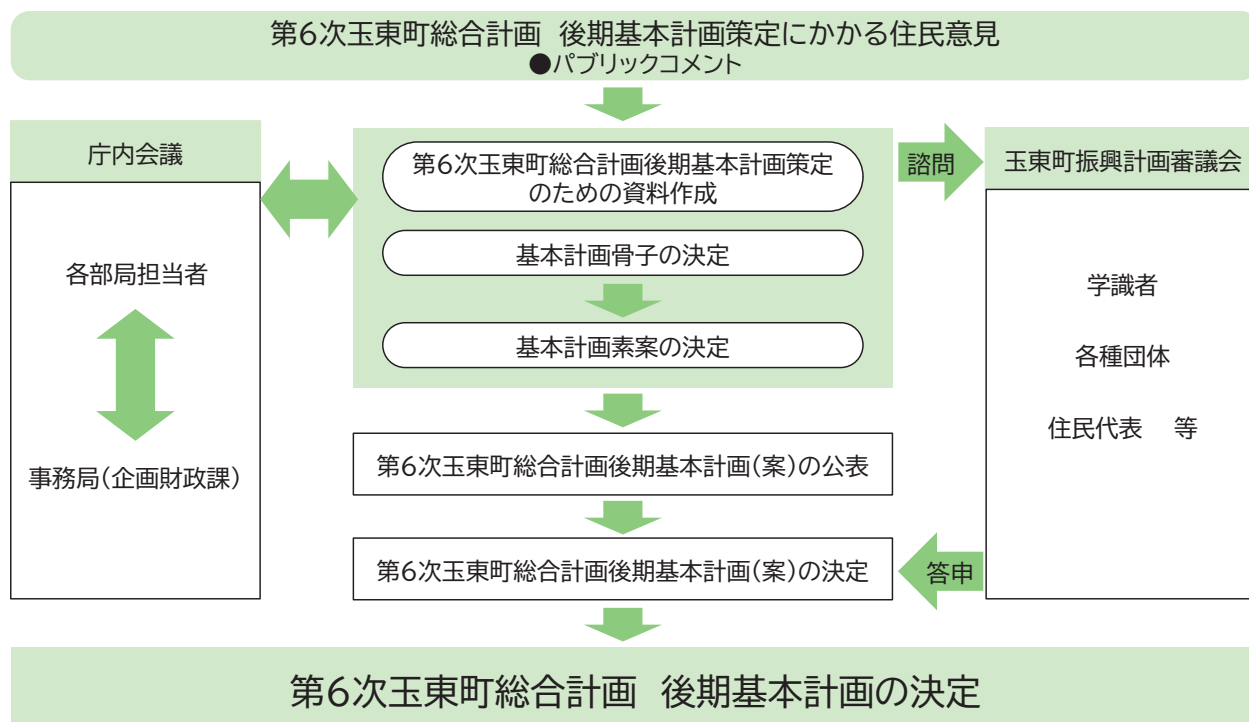 第6次玉東町総合計画 後期基本計画策定にかかる住民意見
●パブリックコメント
庁内会議
各部局担当者
事務局(企画財政課)
第6次玉東町総合計画後期基本計画策定
のための資料作成
基本計画骨子の決定
基本計画素案の決定
諮問
玉東町振興計画審議会
学識者
各種団体
住民代表 等
第6次玉東町総合計画後期基本計画(案)の公表
第6次玉東町総合計画後期基本計画(案)の決定
答申
第6次玉東町総合計画 後期基本計画の決定